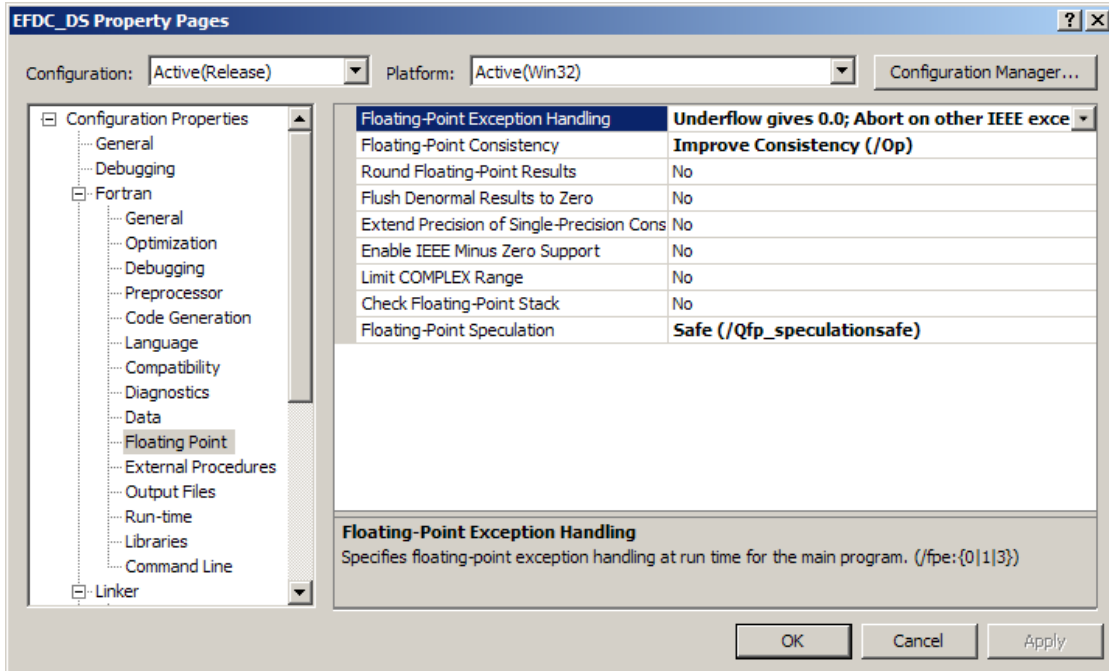 EFDC_DS Property Pages
Configuration: Active(Release) Platform: Active(Win32) Configuration Manager...
Configuration Properties
General
Debugging
Fortran
General
Optimization
Debugging
Preprocessor
Code Generation
Language
Compatibility
Diagnostics
Data
Floating Point
External Procedures
Output Files
Run-time
Libraries
Command Line
Linker
Floating-Point Exception Handling Underflow gives 0.0; Abort on other IEEE exce
Floating-Point Consistency Improve Consistency (/Op)
Round Floating-Point Results No
Flush Denormal Results to Zero No
Extend Precision of Single-Precision Cons No
Enable IEEE Minus Zero Support No
Limit COMPLEX Range No
Check Floating-Point Stack No
Floating-Point Speculation Safe (/Qfp_speculationsafe)
Floating-Point Exception Handling
Specifies floating-point exception handling at run time for the main program. (/fpe:{0|1|3})
OK Cancel Apply